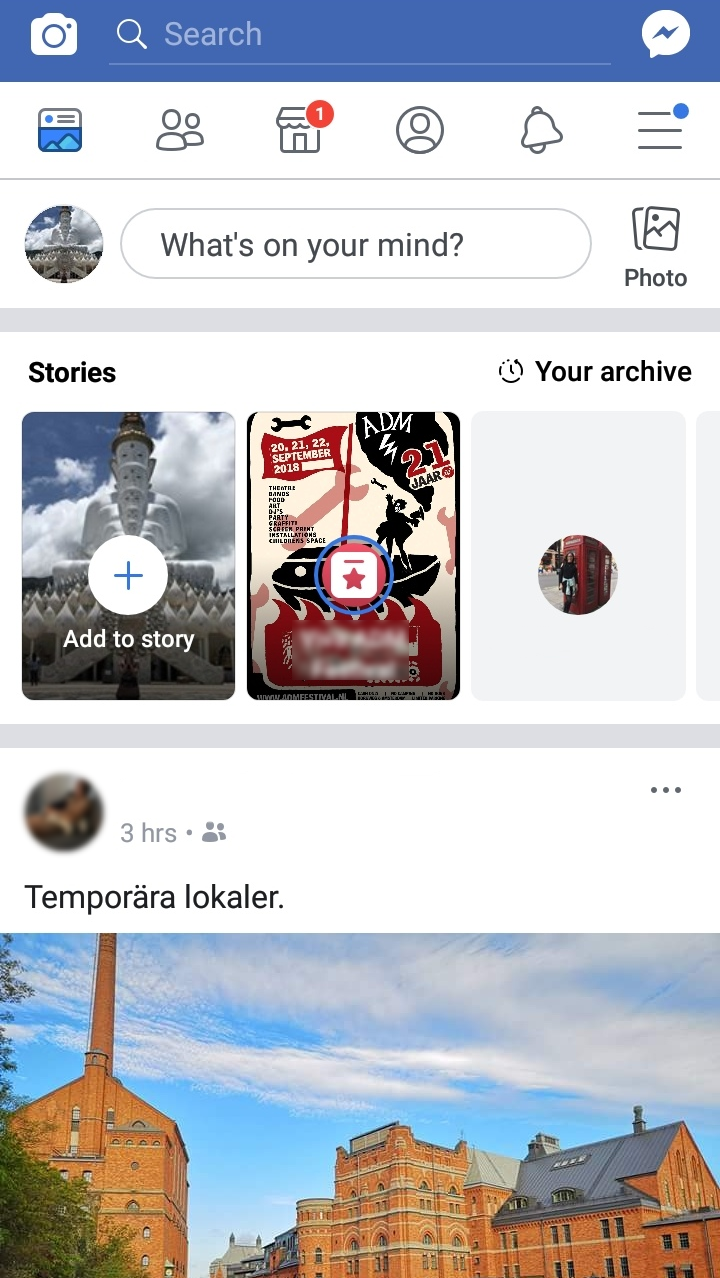 Search
1
What's on your mind?
Photo
Stories
Your archive
Add to story
ADM
21
JAAR
20, 21, 22,
SEPTEMBER
2018
THEATRE
BANDS
FOOD
ART
DJ'S
PARTY
GRAFFITI
SCREEN PRINT
INSTALLATIONS
CHILDRENS SPACE
WWW.ADMFESTIVAL.NL
3 hrs
Temporära lokaler.